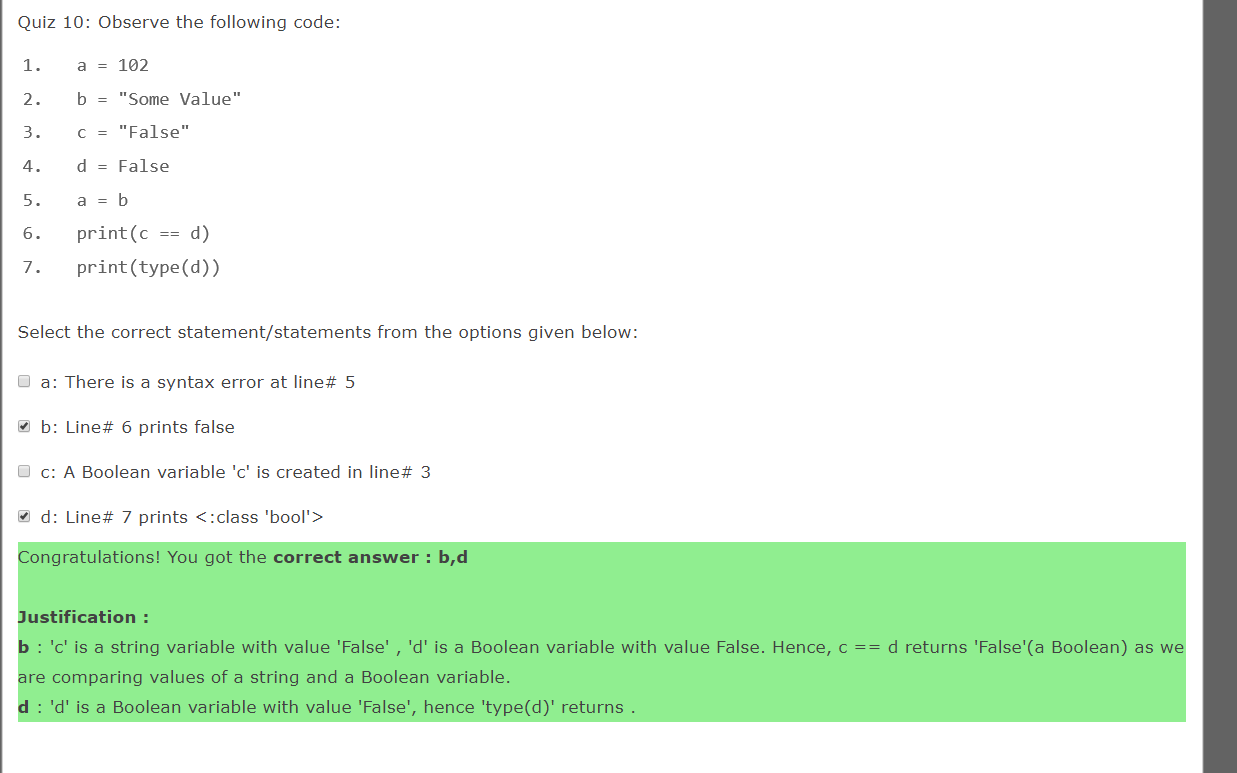 Quiz 10: Observe the following code:
1. a = 102
2. b = "Some Value"
3. c = "False"
4. d = False
5. a = b
6. print(c == d)
7. print(type(d))
Select the correct statement/statements from the options given below:
a: There is a syntax error at line# 5
b: Line# 6 prints false
c: A Boolean variable 'c' is created in line# 3
d: Line# 7 prints <:class 'bool'>
Congratulations! You got the correct answer : b,d
Justification :
b : 'c' is a string variable with value 'False' , 'd' is a Boolean variable with value False. Hence, c == d returns 'False'(a Boolean) as we
are comparing values of a string and a Boolean variable.
d : 'd' is a Boolean variable with value 'False', hence 'type(d)' returns .